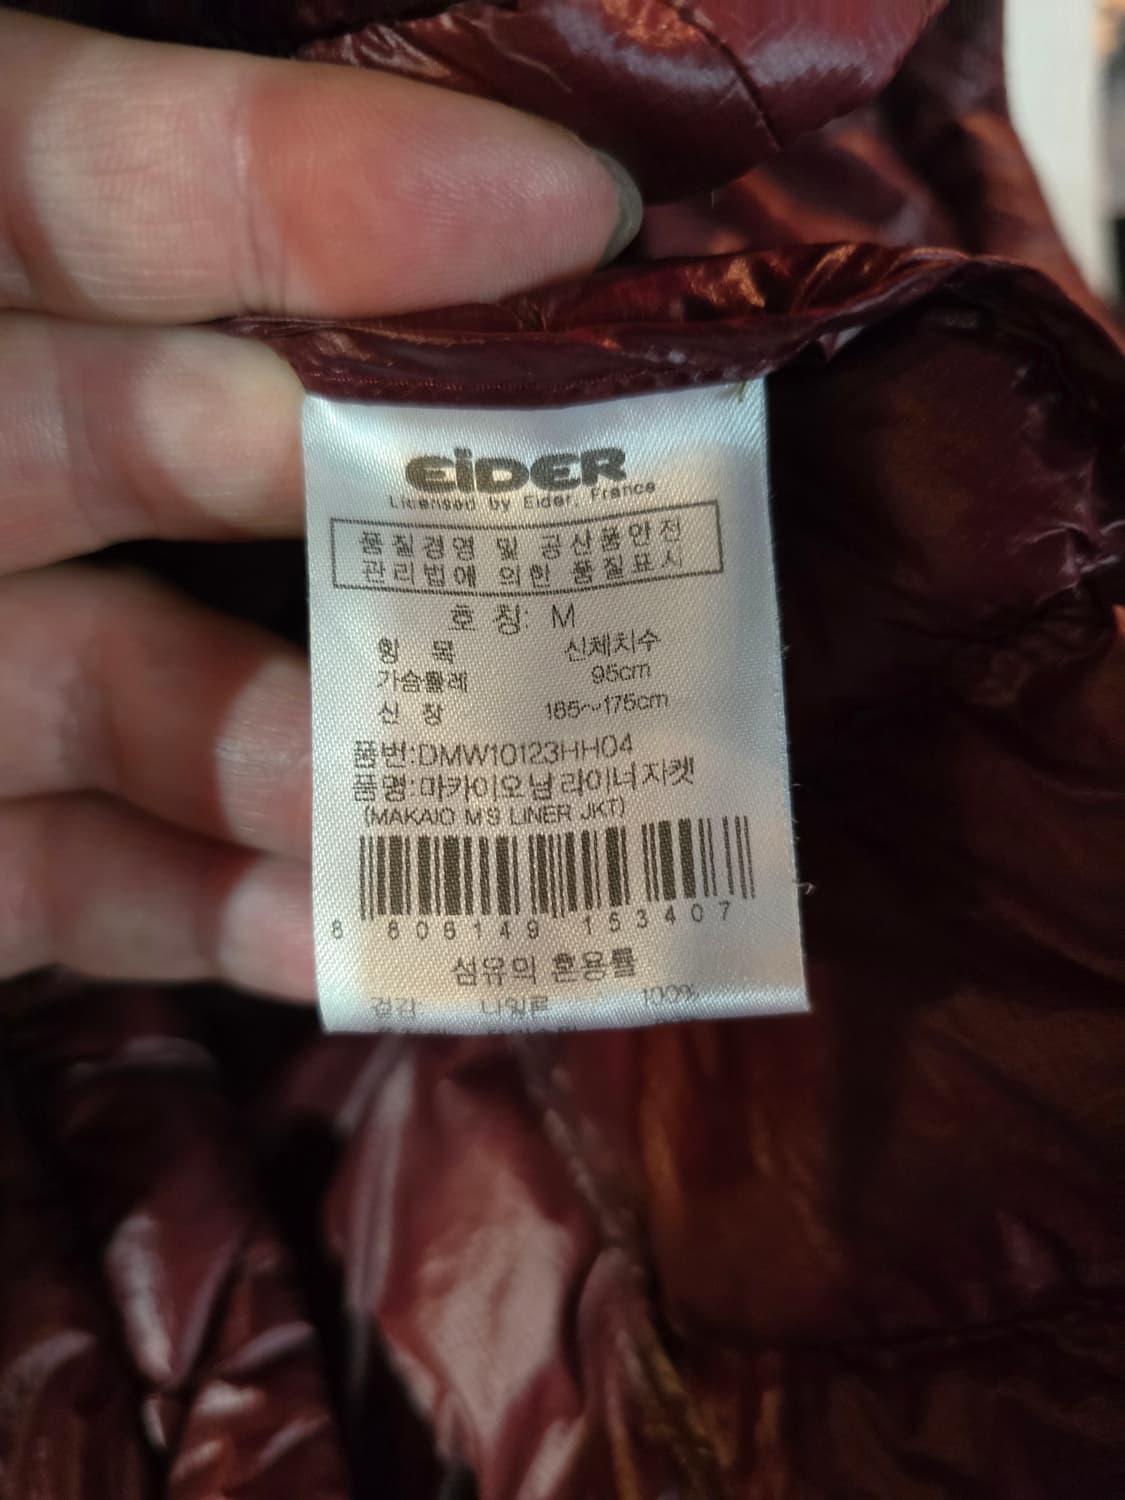 EiDER
Licensed by Eider, France
품질경영 및 공산품안전
관리법에 의한 품질표시
호 칭: M
항 목 신체치수
가슴둘레 95cm
신 장 165~175cm
품번:DMW10123HH04
품명:마카이오남라이너자켓
(MAKAIO M'S LINER JKT)
8 806149 153407
섬유의 혼용률
겉감 나일론 100%